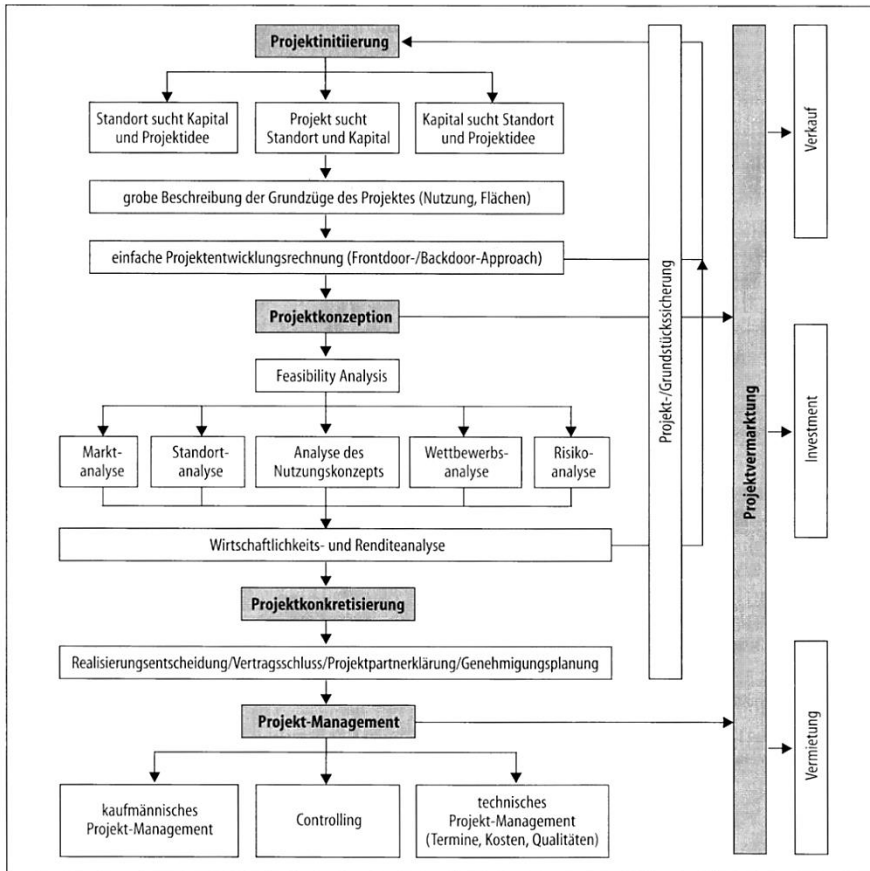 Projektinitiierung
Standort sucht Kapital
und Projektidee
Projekt sucht
Standort und Kapital
Kapital sucht Standort
und Projektidee
grobe Beschreibung der Grundzüge des Projektes (Nutzung, Flächen)
einfache Projektentwicklungsrechnung (Frontdoor-/Backdoor-Approach)
Projektkonzeption
Feasibility Analysis
Markt-
analyse
Standort-
analyse
Analyse des
Nutzungskonzepts
Wettbewerbs-
analyse
Risiko-
analyse
Wirtschaftlichkeits- und Renditeanalyse
Projektkonkretisierung
Realisierungsentscheidung/Vertragsschluss/Projektpartnerklärung/Genehmigungsplanung
Projekt-Management
kaufmännisches
Projekt-Management
Controlling
technisches
Projekt-Management
(Termine, Kosten, Qualitäten)
Projekt-/Grundstückssicherung
Projektvermarktung
Verkauf
Investment
Vermietung